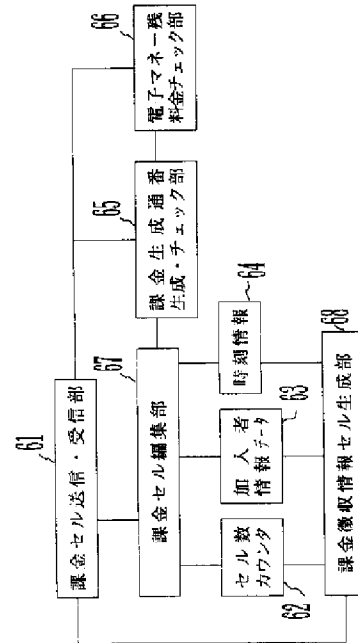 61
課金セル送信・受信部
66
電子マネー残
料金チェック部
65
課金生成通番
生成・チェック部
67
課金セル編集部
64
時刻情報
63
加入者
情報データ
62
セル数
カウンタ
68
課金徴収情報セル生成部